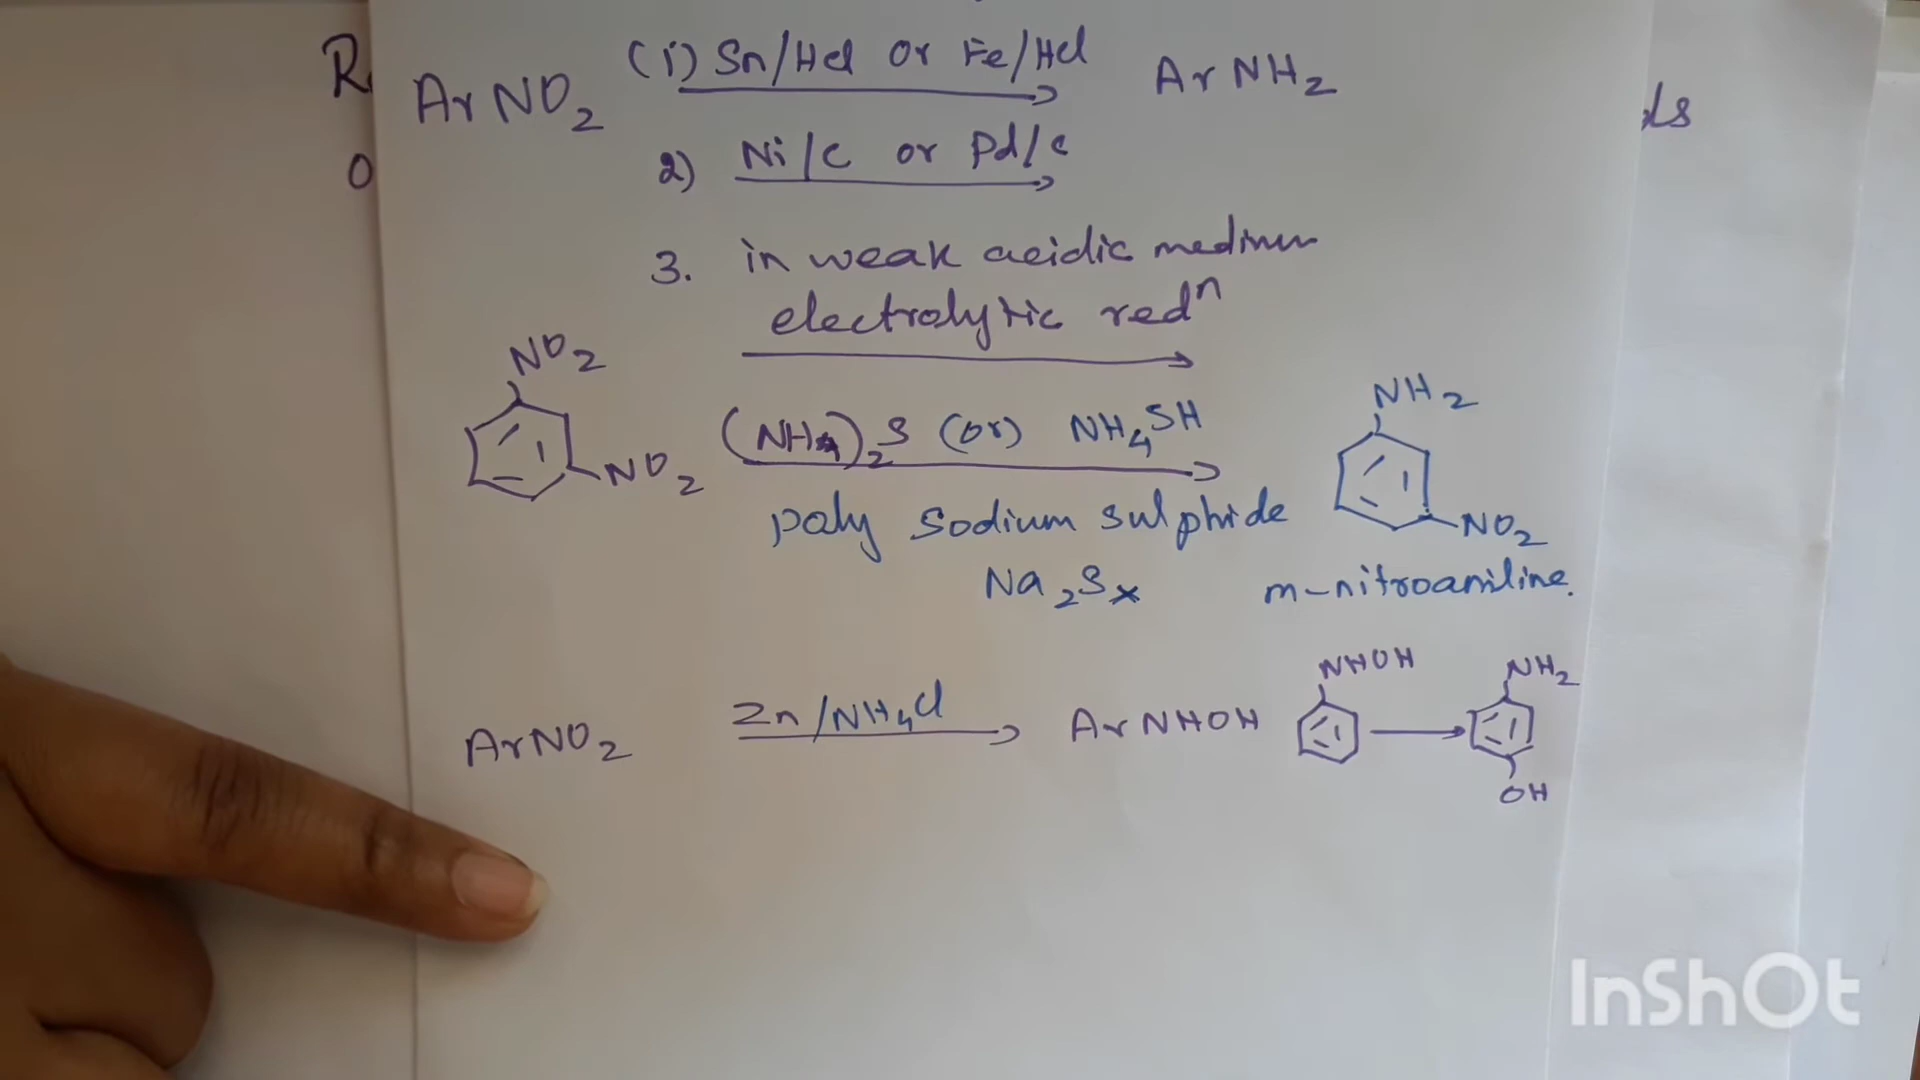 R
ArNO2 (i) Sn/HCl or Fe/HCl ArNH2
ds
O
2) Ni/C or Pd/C
3. in weak acidic medium
electrolytic redn
NO2
NO2
(NH4)2S (or) NH4SH
NH2
NO2
poly sodium sulphide
Na2Sx
m-nitroaniline.
ArNO2 Zn/NH4Cl ArNHOH
NHOH
NH2
OH
InShOt